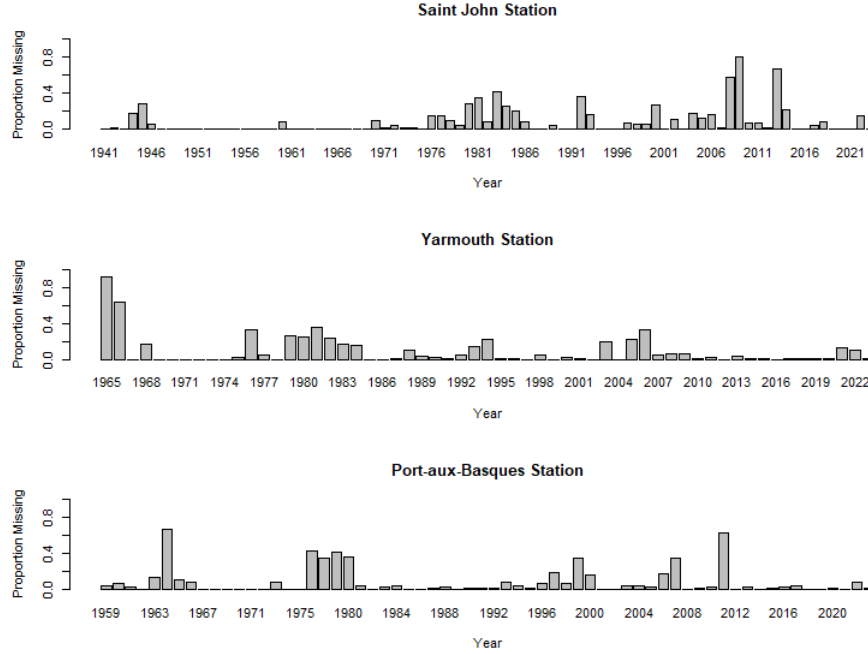 Saint John Station
Proportion Missing
0.0 0.4 0.8
1941 1946 1951 1956 1961 1966 1971 1976 1981 1986 1991 1996 2001 2006 2011 2016 2021
Year
Yarmouth Station
Proportion Missing
0.0 0.4 0.8
1965 1968 1971 1974 1977 1980 1983 1986 1989 1992 1995 1998 2001 2004 2007 2010 2013 2016 2019 2022
Year
Port-aux-Basques Station
Proportion Missing
0.0 0.4 0.8
1959 1963 1967 1971 1975 1980 1984 1988 1992 1996 2000 2004 2008 2012 2016 2020
Year